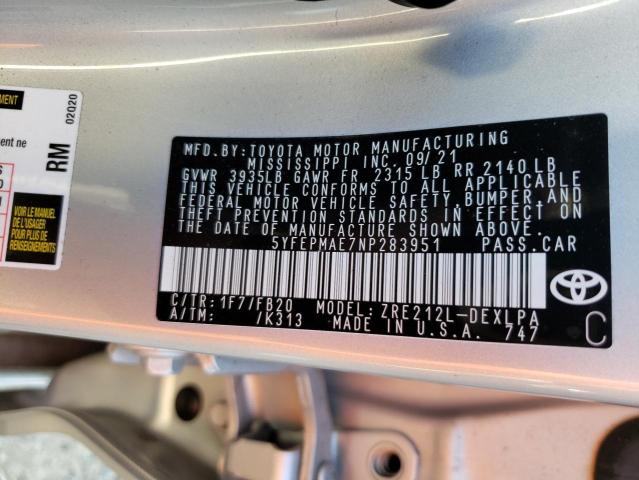 MENT
02020
RM
nt ne
VOIR LE MANUEL
DE L'USAGER
POUR PLUS DE
RENSEIGNEMENTS
MFD.BY:TOYOTA MOTOR MANUFACTURING
MISSISSIPPI INC. 09/21
GVWR 3935LB GAWR FR 2315 LB RR 2140 LB
THIS VEHICLE CONFORMS TO ALL APPLICABLE
FEDERAL MOTOR VEHICLE SAFETY,BUMPER,AND
THEFT PREVENTION STANDARDS IN EFFECT ON
THE DATE OF MANUFACTURE SHOWN ABOVE.
5YFEPMAE7NP283951 PASS.CAR
C/TR:1F7/FB20 MODEL:ZRE212L-DEXLPA
A/TM: /K313 MADE IN U.S.A. 747
C